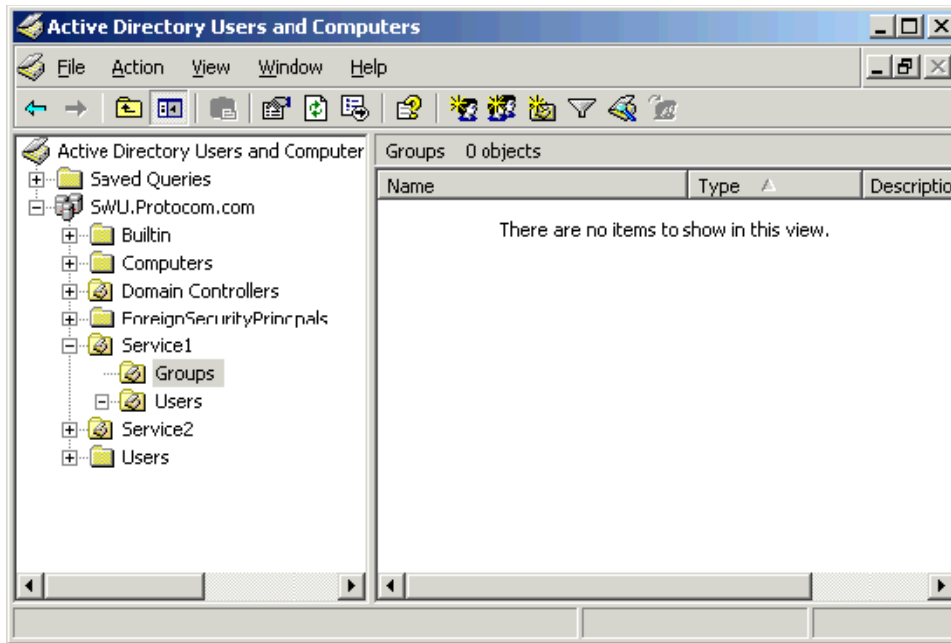 Active Directory Users and Computers
File Action View Window Help
Active Directory Users and Computer
Saved Queries
SWU.Protocom.com
Builtin
Computers
Domain Controllers
ForeignSecurityPrincpals
Service1
Groups
Users
Service2
Users
Groups 0 objects
Name Type Descriptio
There are no items to show in this view.